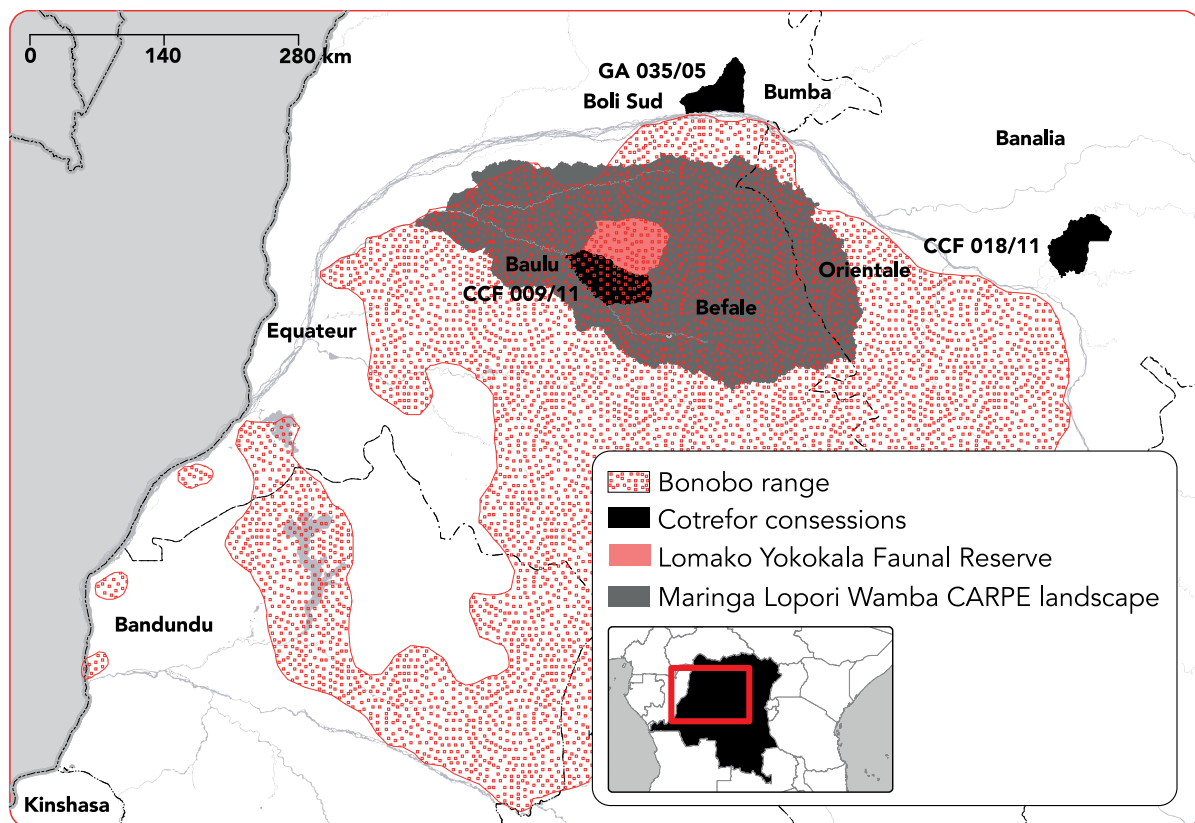 0 140 280 km
GA 035/05
Boli Sud
Bumba
Banalia
CCF 018/11
Baulu
CCF 009/11
Orientale
Befale
Equateur
Bonobo range
Cotrefor consessions
Lomako Yokokala Faunal Reserve
Maringa Lopori Wamba CARPE landscape
Bandundu
Kinshasa